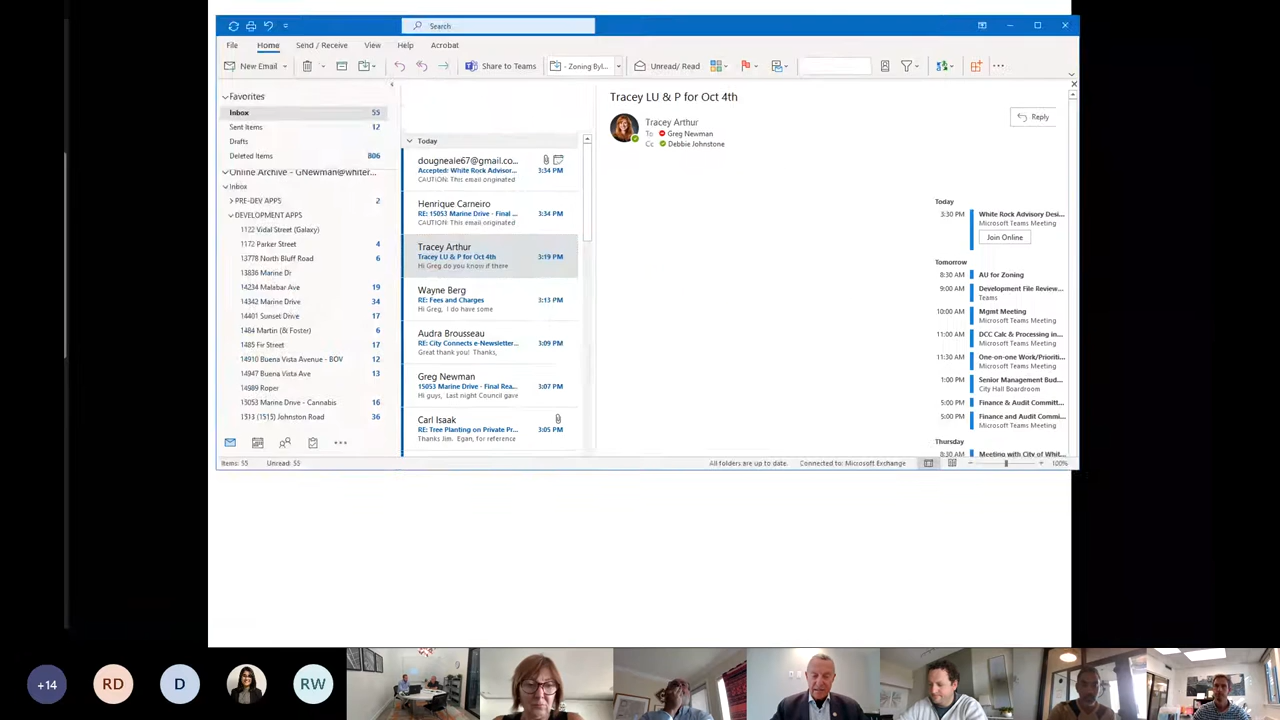 Search
File Home Send / Receive View Help Acrobat
New Email Share to Teams - Zoning Byl... Unread/ Read
Favorites
Inbox 55
Sent Items 12
Drafts
Deleted Items 806
Online Archive - GNewman@whiter...
Inbox
PRE-DEV APPS 2
DEVELOPMENT APPS
1122 Vidal Street (Galaxy)
1172 Parker Street 4
13778 North Bluff Road 6
13836 Marine Dr
14234 Malabar Ave 19
14342 Marine Drive 34
14401 Sunset Drive 17
1484 Martin (& Foster) 6
1485 Fir Street 17
14910 Buena Vista Avenue - BOV 12
14947 Buena Vista Ave 13
14989 Roper
15053 Marine Drive - Cannabis 16
1513 (1515) Johnston Road 36
Items: 55 Unread: 55
Today
dougneale67@gmail.co...
Accepted: White Rock Advisor... 3:34 PM
CAUTION: This email originated
Henrique Carneiro
RE: 15053 Marine Drive - Final ... 3:34 PM
CAUTION: This email originated
Tracey Arthur
Tracey LU & P for Oct 4th 3:19 PM
Hi Greg do you know if there
Wayne Berg
RE: Fees and Charges 3:13 PM
Hi Greg, I do have some
Audra Brousseau
RE: City Connects e-Newsletter... 3:09 PM
Great thank you! Thanks,
Greg Newman
15053 Marine Drive - Final Rea... 3:07 PM
Hi guys, Last night Council gave
Carl Isaak
RE: Tree Planting on Private Pr... 3:05 PM
Thanks Jim. Egan, for reference
Tracey LU & P for Oct 4th
Tracey Arthur
To Greg Newman
Cc Debbie Johnstone
Reply
Today
3:30 PM White Rock Advisory Desi...
Microsoft Teams Meeting
Join Online
Tomorrow
8:30 AM AU for Zoning
9:00 AM Development File Review...
Teams
10:00 AM Mgmt Meeting
Microsoft Teams Meeting
11:00 AM DCC Calc & Processing in...
Microsoft Teams Meeting
11:30 AM One-on-one Work/Prioriti...
Microsoft Teams Meeting
1:00 PM Senior Management Bud...
City Hall Boardroom
5:00 PM Finance & Audit Committ...
5:00 PM Finance and Audit Commi...
Microsoft Teams Meeting
Thursday
8:30 AM Meeting with City of Whit...
All folders are up to date. Connected to: Microsoft Exchange 100%
+14 RD D RW